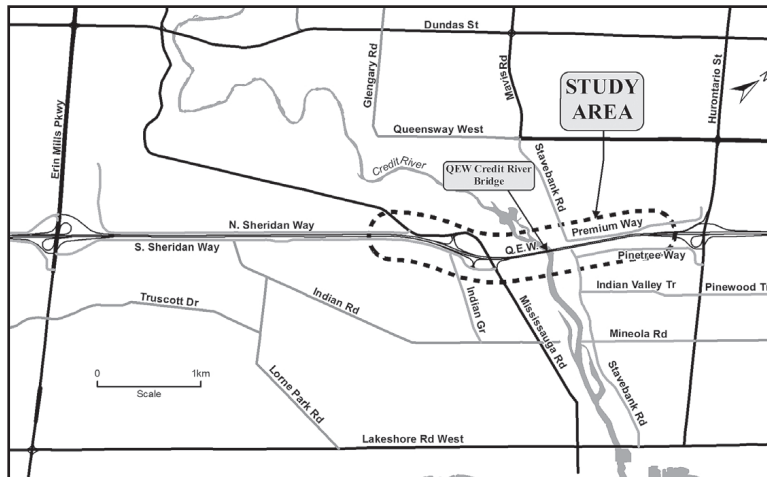 Dundas St
Erin Mills Pkwy
Glengary Rd
Mavis Rd
Hurontario St
STUDY
AREA
Queensway West
Credit River
Stavebank Rd
QEW Credit River
Bridge
N. Sheridan Way
S. Sheridan Way
Q.E.W.
Premium Way
Pinetree Way
Indian Valley Tr
Pinewood Tr
Truscott Dr
Indian Rd
Indian Gr
Mississauga Rd
Mineola Rd
0
1km
Scale
Lorne Park Rd
Stavebank Rd
Lakeshore Rd West